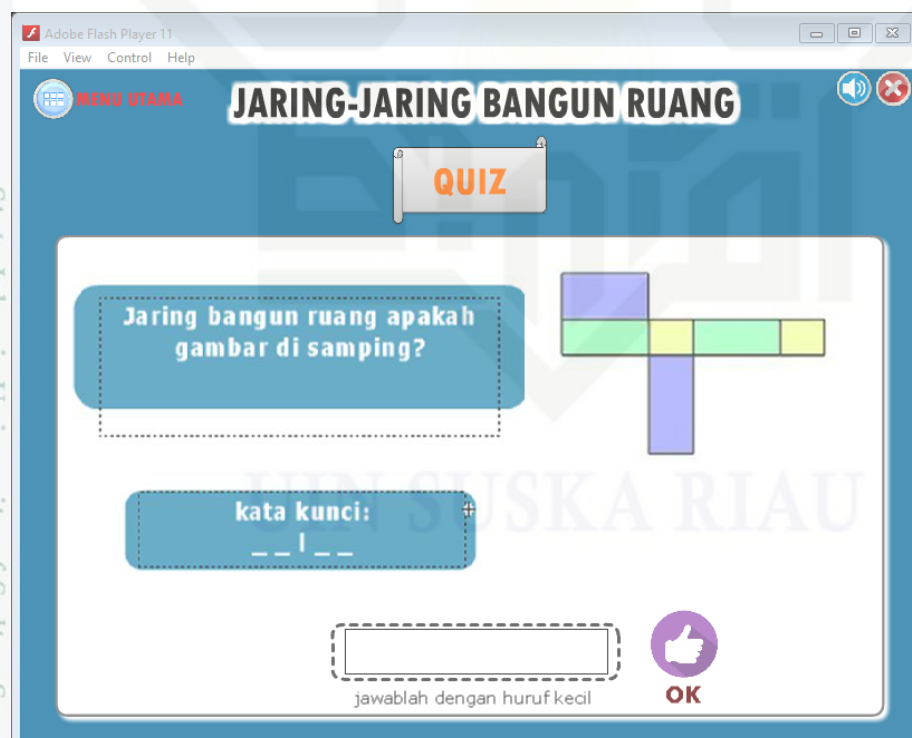 Adobe Flash Player 11
File View Control Help
MENU UTAMA
JARING-JARING BANGUN RUANG
QUIZ
Jaring bangun ruang apakah
gambar di samping?
kata kunci:
_ _ l _ _
UIN SUSKA RIAU
jawablah dengan huruf kecil
OK